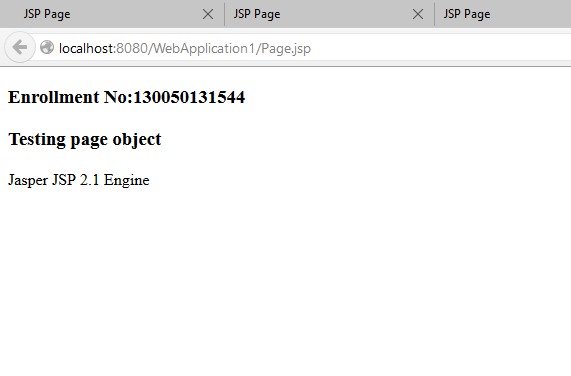 JSP Page
JSP Page
JSP Page
localhost:8080/WebApplication1/Page.jsp
Enrollment No:130050131544
Testing page object
Jasper JSP 2.1 Engine